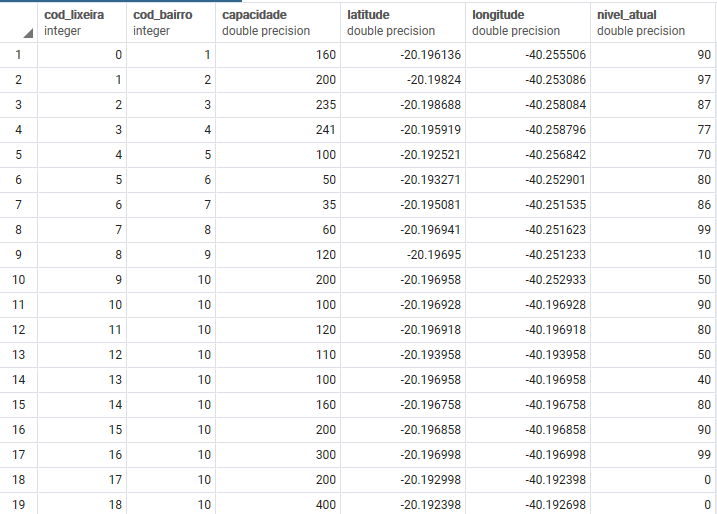 cod_lixeira cod_bairro capacidade latitude longitude nivel_atual
integer integer double precision double precision double precision double precision
1 0 1 160 -20.196136 -40.255506 90
2 1 2 200 -20.19824 -40.253086 97
3 2 3 235 -20.198688 -40.258084 87
4 3 4 241 -20.195919 -40.258796 77
5 4 5 100 -20.192521 -40.256842 70
6 5 6 50 -20.193271 -40.252901 80
7 6 7 35 -20.195081 -40.251535 86
8 7 8 60 -20.196941 -40.251623 99
9 8 9 120 -20.19695 -40.251233 10
10 9 10 200 -20.196958 -40.252933 50
11 10 10 100 -20.196928 -40.196928 90
12 11 10 120 -20.196918 -40.196918 80
13 12 10 110 -20.193958 -40.193958 50
14 13 10 100 -20.196958 -40.196958 40
15 14 10 160 -20.196758 -40.196758 80
16 15 10 200 -20.196858 -40.196858 90
17 16 10 300 -20.196998 -40.196998 99
18 17 10 200 -20.192998 -40.192398 0
19 18 10 400 -20.192398 -40.192698 0